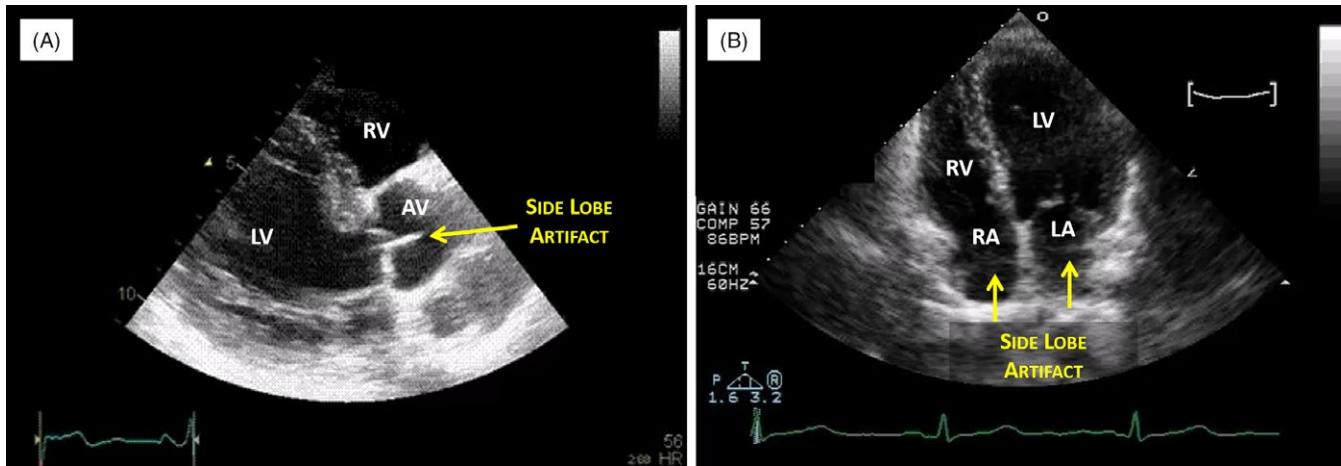 (A)
RV
5
AV
LV
SIDE LOBE
ARTIFACT
10
56
HR
(B)
LV
RV
GAIN 66
COMP 57
86BPM
RA
LA
16CM
60HZ
SIDE LOBE
ARTIFACT
P T R
1.6 3.2